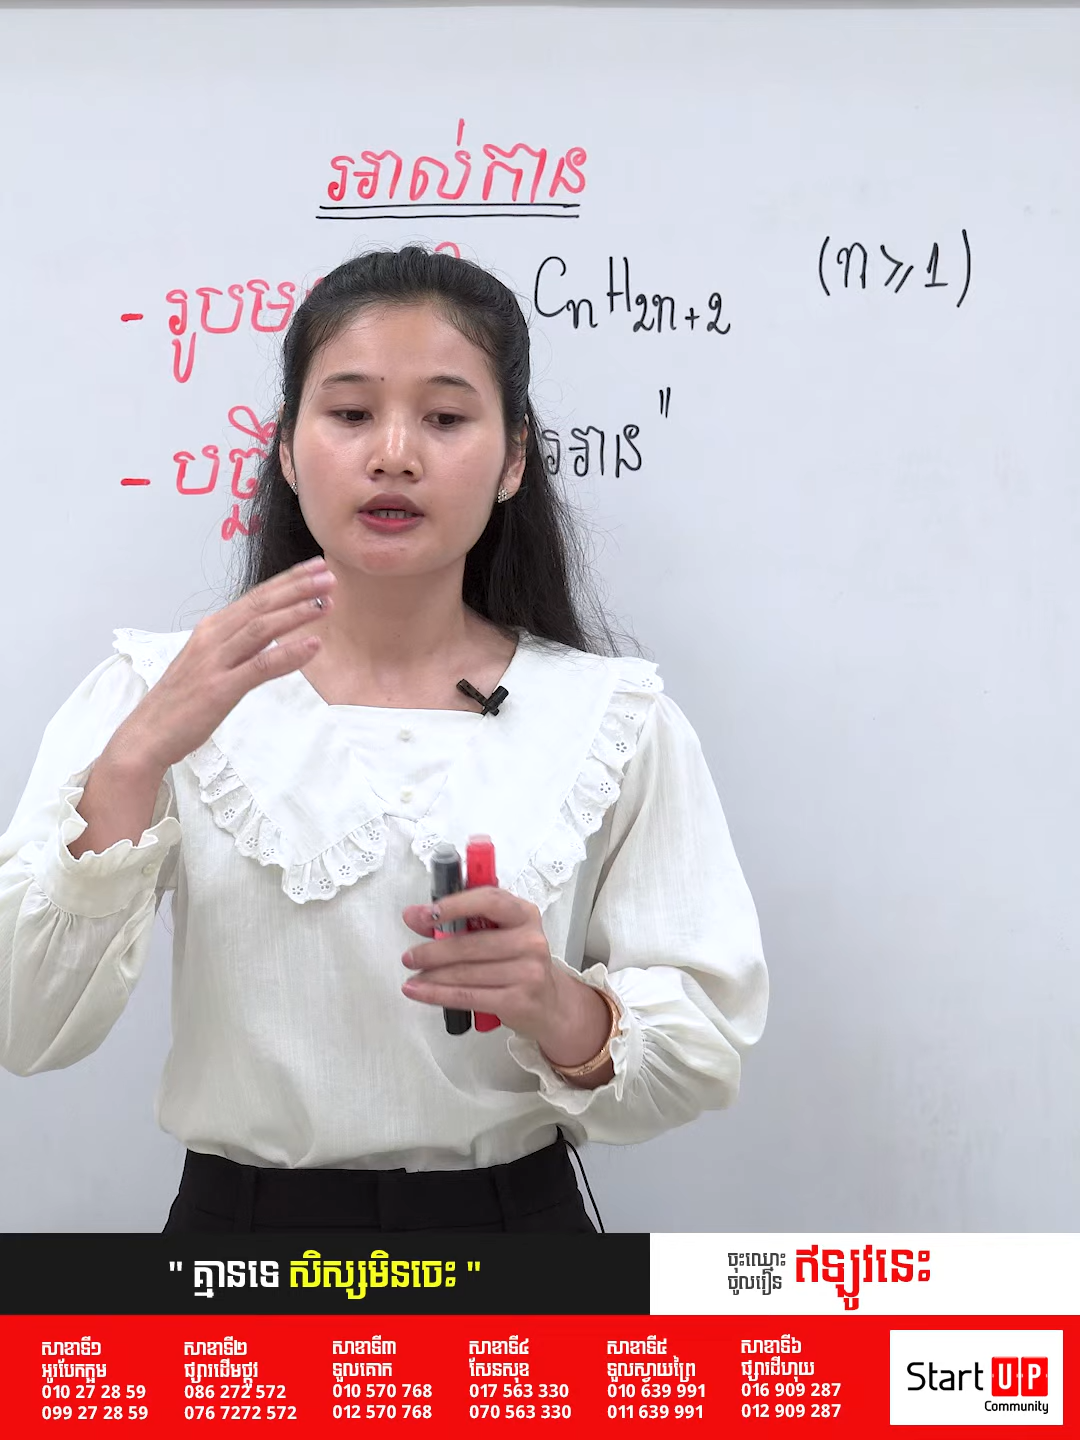 អាល់កាន
- រូបម
CnH2n+2 (n⩾1)
- បច្ច
អាន"
" គ្មានទេ សិស្សមិនចេះ "
ចុះឈ្មោះ
ចូលរៀន
ឥឡូវនេះ
សាខាទី១
អូរបែកក្អម
010 27 28 59
099 27 28 59
សាខាទី២
ផ្សារដើមថ្កូវ
086 272 572
076 7272 572
សាខាទី៣
ទួលគោក
010 570 768
012 570 768
សាខាទី៤
សែនសុខ
017 563 330
070 563 330
សាខាទី៥
ទួលស្វាយព្រៃ
010 639 991
011 639 991
សាខាទី៦
ផ្សារដីហុយ
016 909 287
012 909 287
StartUP
Community